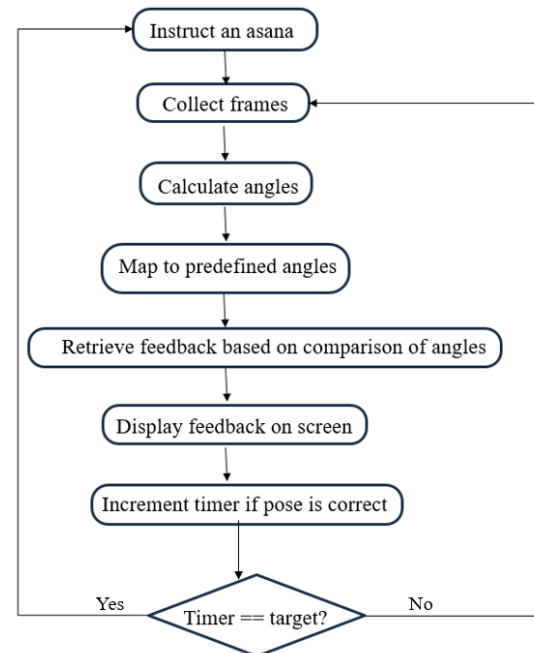 Instruct an asana
Collect frames
Calculate angles
Map to predefined angles
Retrieve feedback based on comparison of angles
Display feedback on screen
Increment timer if pose is correct
Yes
Timer == target?
No